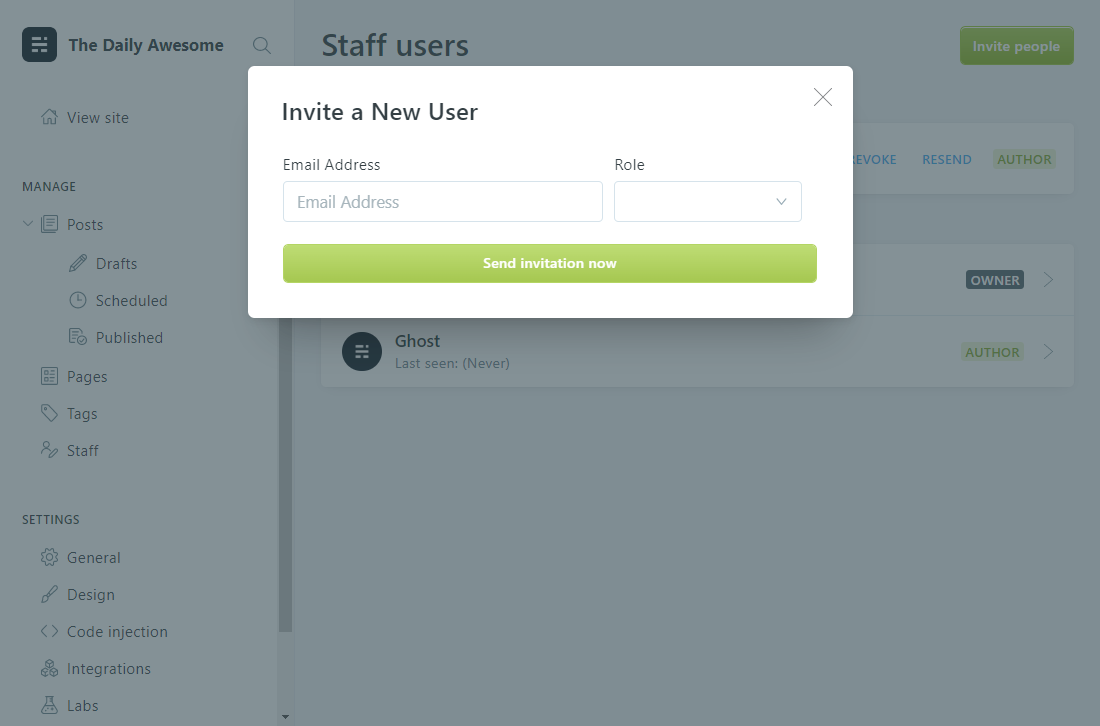 The Daily Awesome
Staff users
Invite people
View site
MANAGE
Posts
Drafts
Scheduled
Published
Pages
Tags
Staff
SETTINGS
General
Design
Code injection
Integrations
Labs
Invite a New User
Email Address
Role
Email Address
Send invitation now
EVOKE
RESEND
AUTHOR
OWNER
Ghost
Last seen: (Never)
AUTHOR